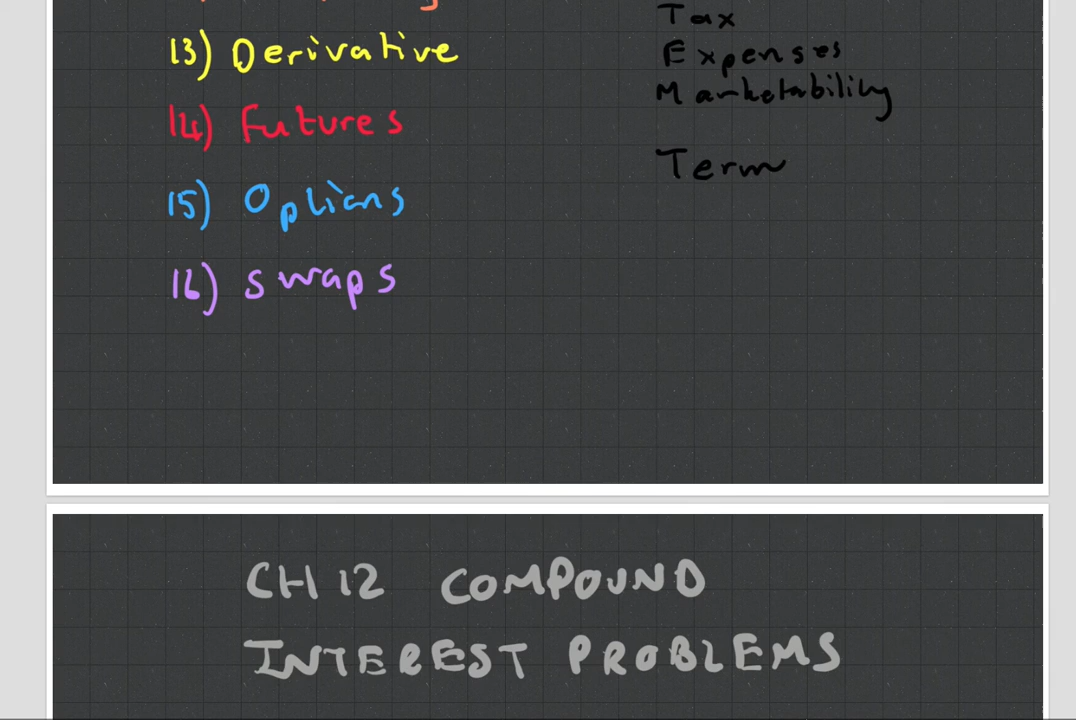 13) Derivative
14) Futures
15) Options
16) swaps
Tax
Expenses
Marketability
Term
CH 12 COMPOUND
INTEREST PROBLEMS